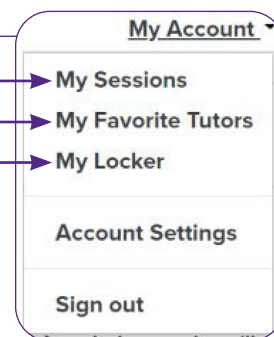 My Account
My Sessions
My Favorite Tutors
My Locker
Account Settings
Sign out